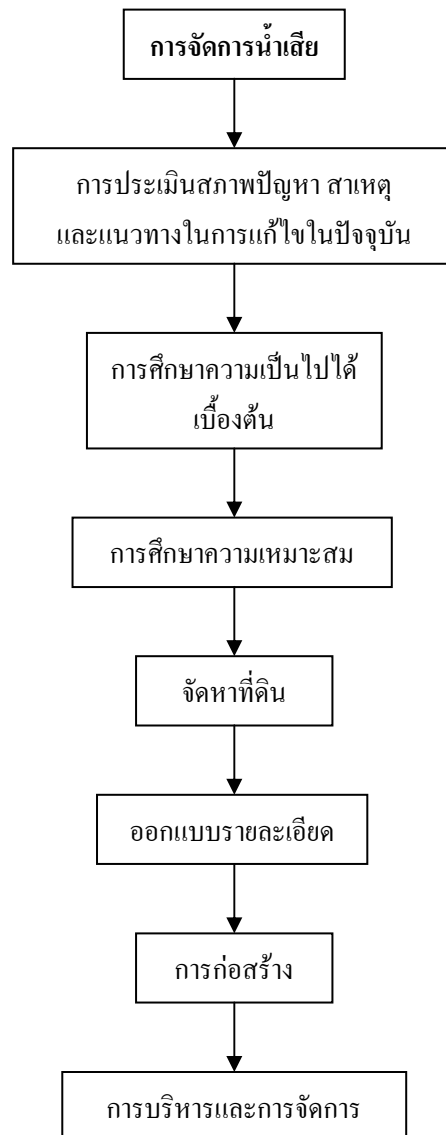 การจัดการน้ำเสีย
การประเมินสภาพปัญหา สาเหตุ
และแนวทางในการแก้ไขในปัจจุบัน
การศึกษาความเป็นไปได้
เบื้องต้น
การศึกษาความเหมาะสม
จัดหาที่ดิน
ออกแบบรายละเอียด
การก่อสร้าง
การบริหารและการจัดการ